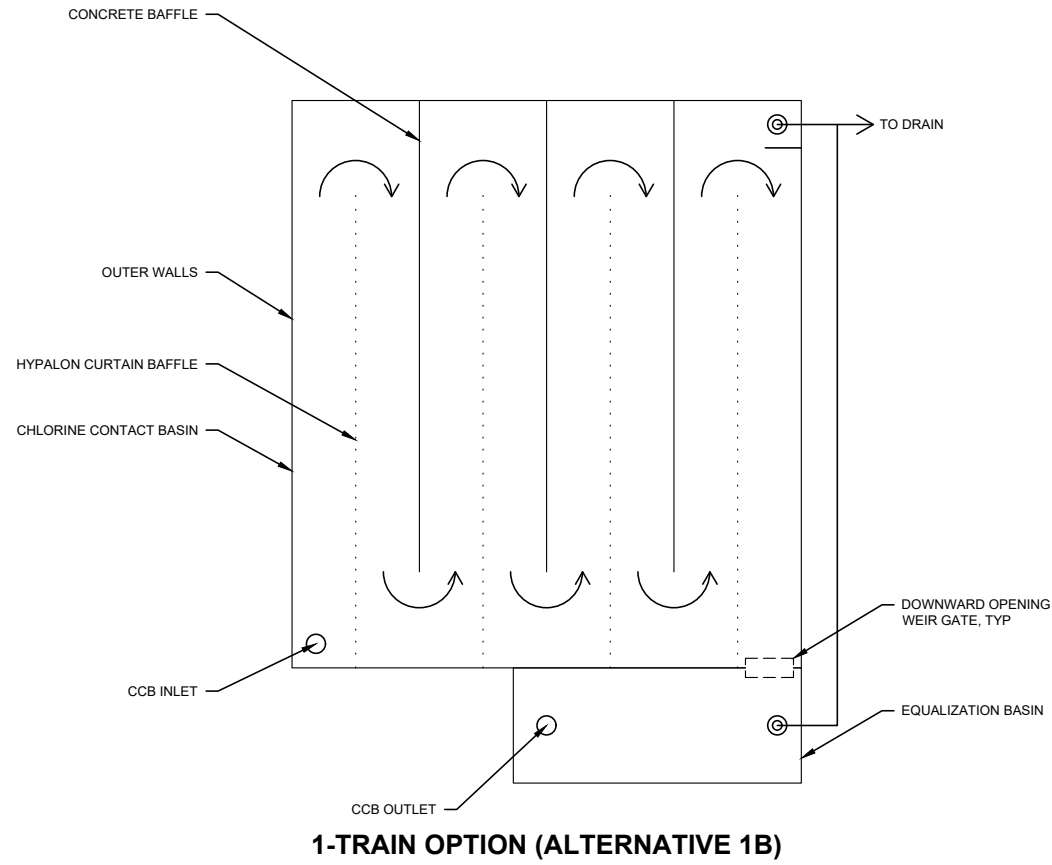 CONCRETE BAFFLE
TO DRAIN
OUTER WALLS
HYPALON CURTAIN BAFFLE
CHLORINE CONTACT BASIN
DOWNWARD OPENING
WEIR GATE, TYP
CCB INLET
EQUALIZATION BASIN
CCB OUTLET
1-TRAIN OPTION (ALTERNATIVE 1B)